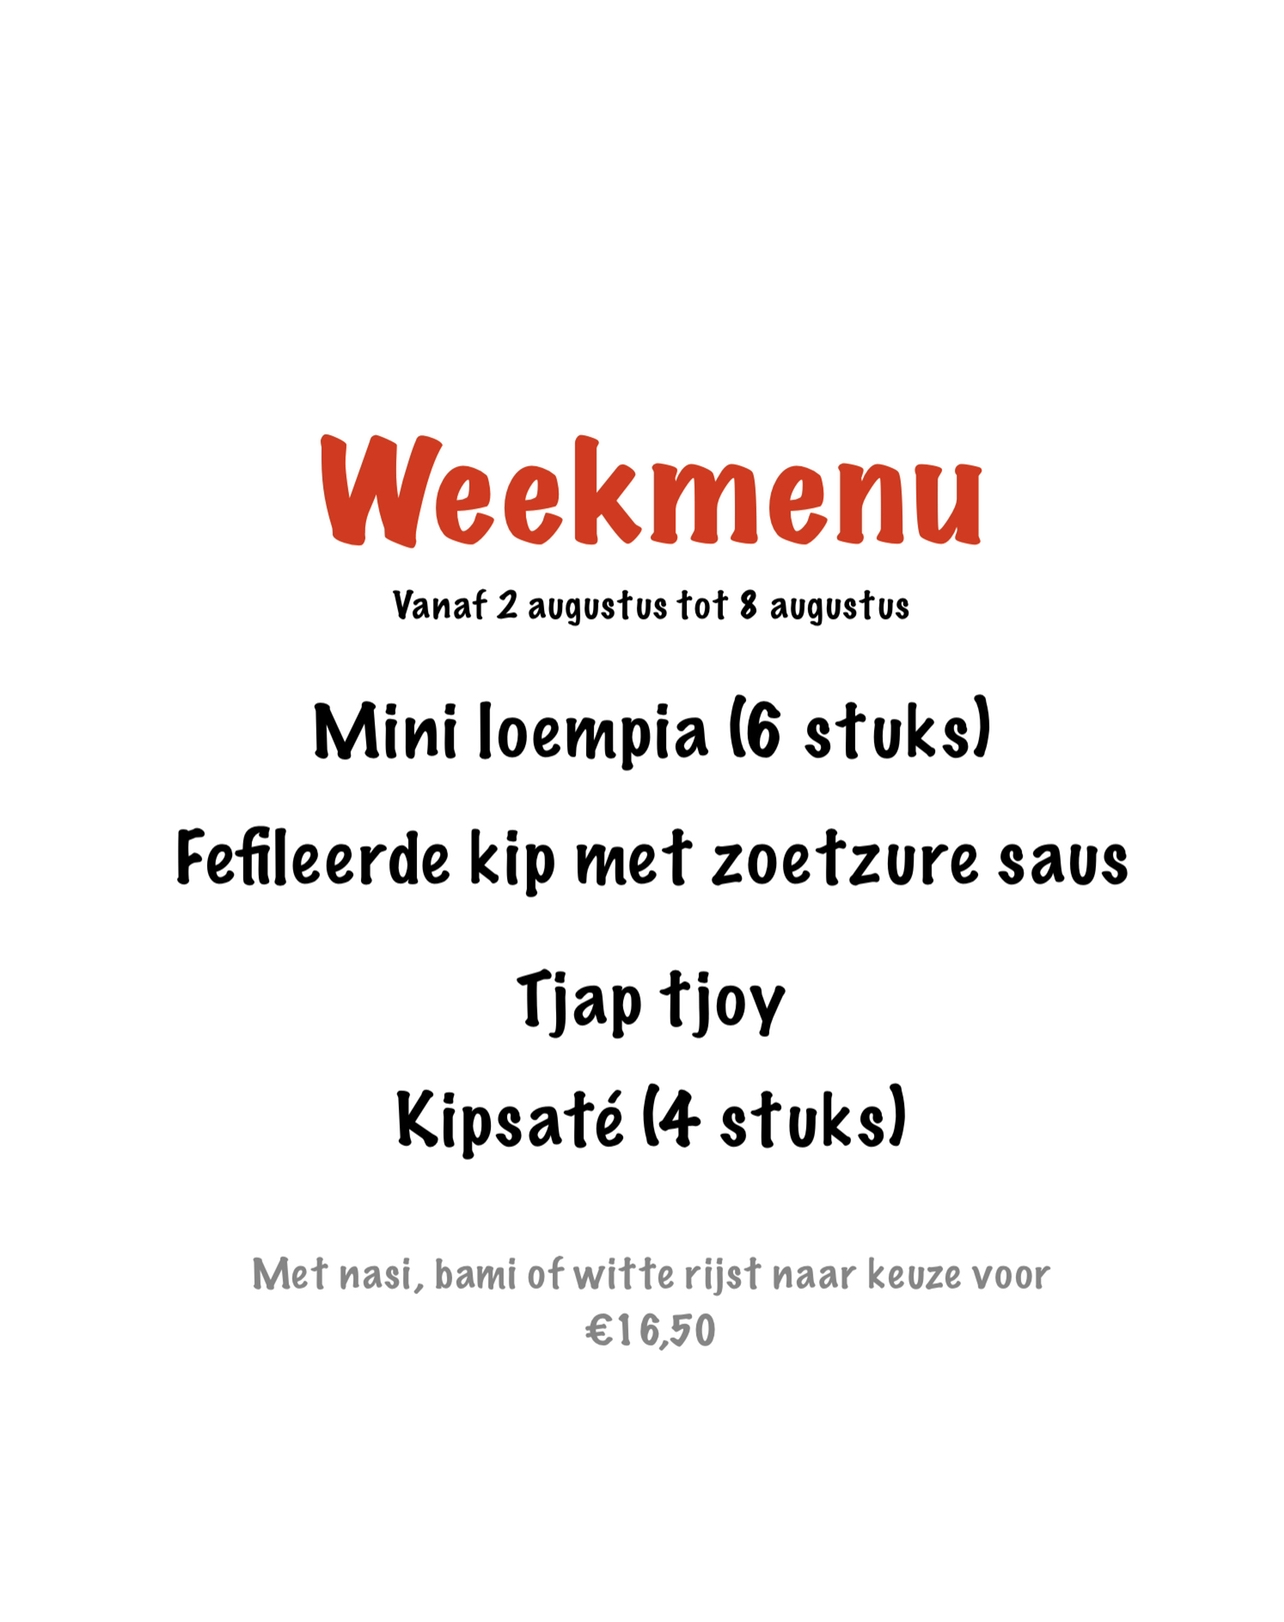 Weekmenu
Vanaf 2 augustus tot 8 augustus
Mini loempia (6 stuks)
Fefileerde kip met zoetzure saus
Tjap tjoy
Kipsaté (4 stuks)
Met nasi, bami of witte rijst naar keuze voor
€16,50